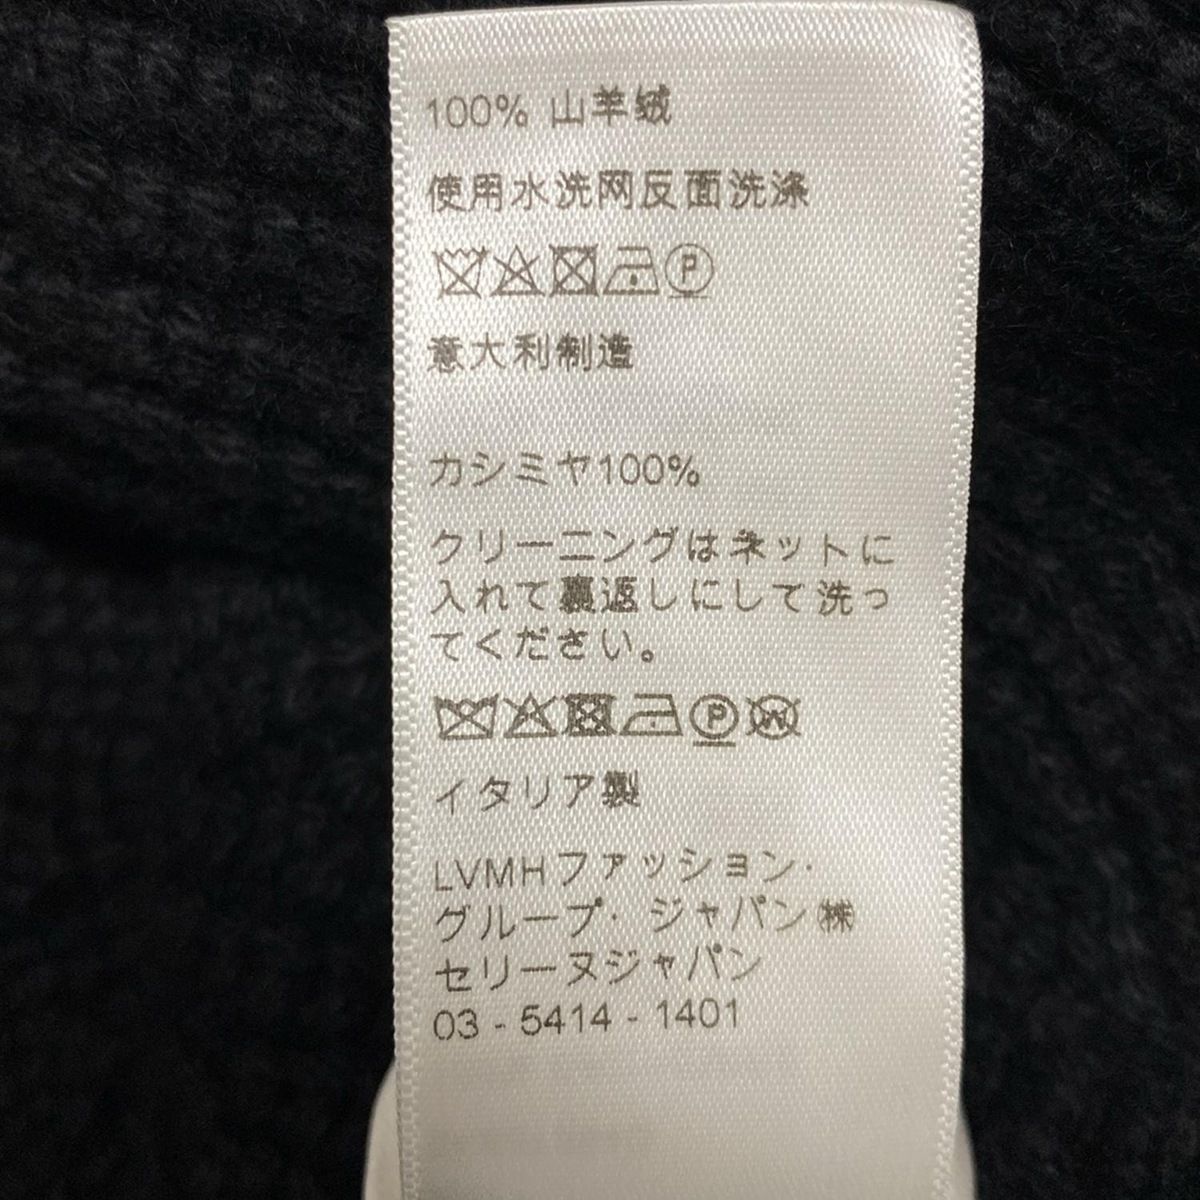 100% 山羊绒
使用水洗网反面洗涤
P
意大利制造
カシミヤ100%
クリーニングはネットに
入れて裏返しにして洗っ
てください。
P W
イタリア製
LVMHファッション・
グループ・ジャパン㈱
セリーヌジャパン
03 - 5414 - 1401